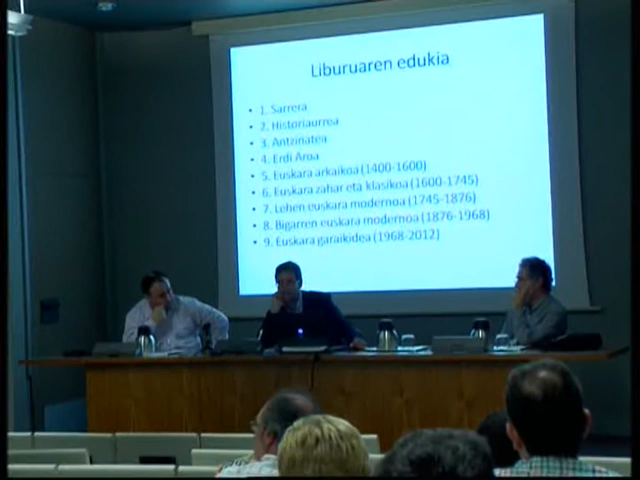 Liburuaren edukia
• 1. Sarrera
• 2. Historiaurrea
• 3. Antzinatea
• 4. Erdi Aroa
• 5. Euskara arkaikoa (1400-1600)
• 6. Euskara zahar eta klasikoa (1600-1745)
• 7. Lehen euskara modernoa (1745-1876)
• 8. Bigarren euskara modernoa (1876-1968)
• 9. Euskara garaikidea (1968-2012)